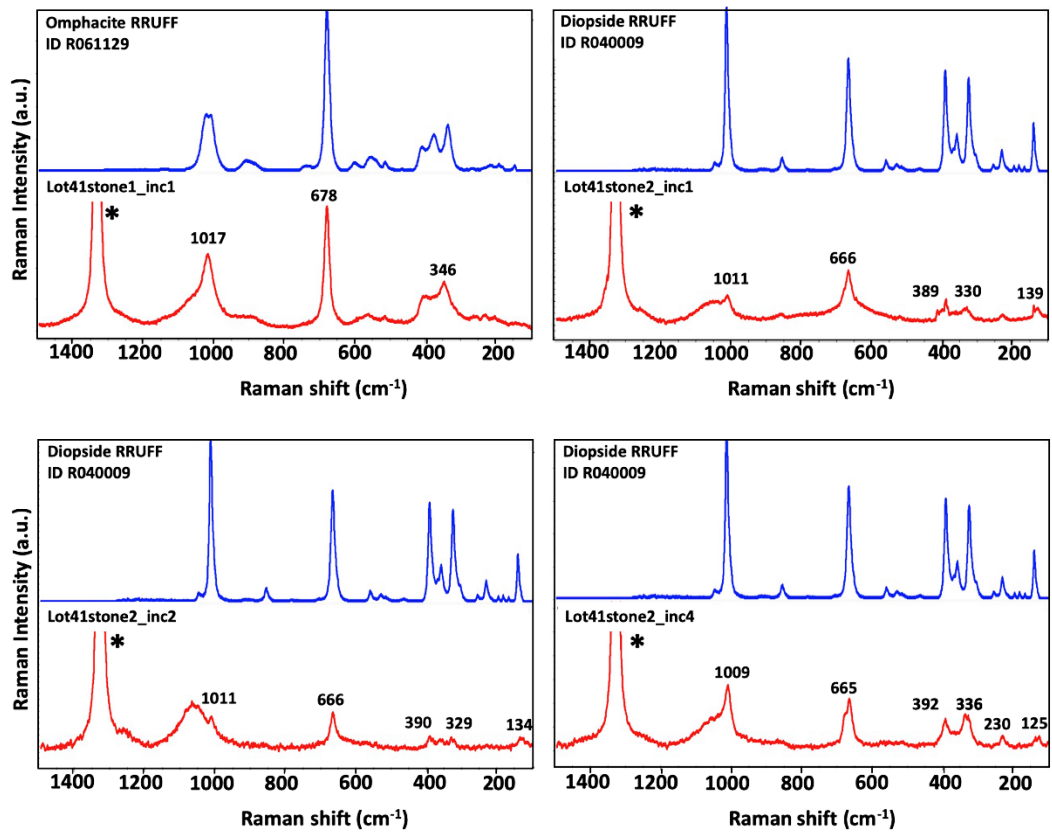 Omphacite RRUFF
ID R061129
Lot41stone1_inc1
*
1017
678
346
1400 1200 1000 800 600 400 200
Raman shift (cm-1)
Raman Intensity (a.u.)
Diopside RRUFF
ID R040009
Lot41stone2_inc1
*
1011
666
389
330
139
1400 1200 1000 800 600 400 200
Raman shift (cm-1)
Diopside RRUFF
ID R040009
Lot41stone2_inc2
*
1011
666
390
329
134
1400 1200 1000 800 600 400 200
Raman shift (cm-1)
Raman Intensity (a.u.)
Diopside RRUFF
ID R040009
Lot41stone2_inc4
*
1009
665
392
336
230
125
1400 1200 1000 800 600 400 200
Raman shift (cm-1)